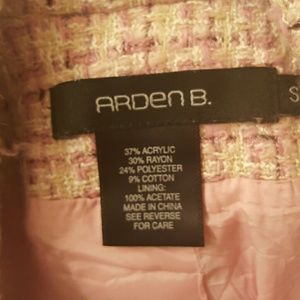 ARDEN B.
S
37% ACRYLIC
30% RAYON
24% POLYESTER
9% COTTON
LINING:
100% ACETATE
MADE IN CHINA
SEE REVERSE
FOR CARE